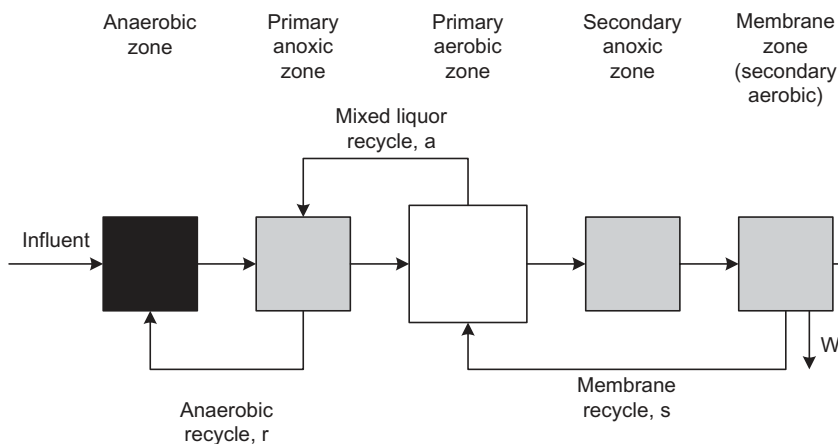 Anaerobic
zone
Primary
anoxic
zone
Primary
aerobic
zone
Secondary
anoxic
zone
Membrane
zone
(secondary
aerobic)
Mixed liquor
recycle, a
Influent
W
Anaerobic
recycle, r
Membrane
recycle, s